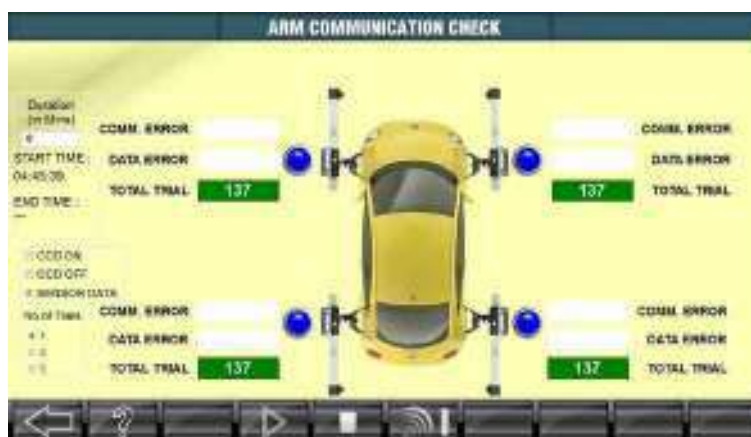 ARM COMMUNICATION CHECK
Duration
(in Mins)
COMM. ERROR
COMM. ERROR
START TIME :
DATA ERROR
DATA ERROR
04:45:39
TOTAL TRIAL 137
137 TOTAL TRIAL
END TIME :
---
CCD ON
CCD OFF
SENSOR DATA
No.of Trials
COMM. ERROR
COMM. ERROR
DATA ERROR
DATA ERROR
TOTAL TRIAL 137
137 TOTAL TRIAL